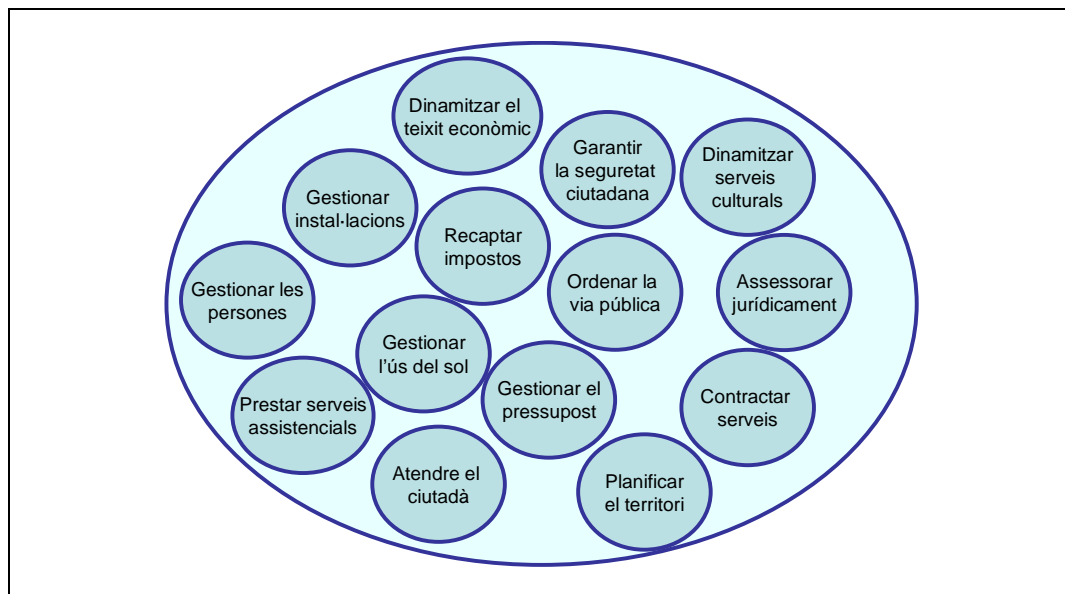 Dinamitzar el
teixit econòmic
Garantir
la seguretat
ciutadana
Dinamitzar
serveis
culturals
Gestionar
instal·lacions
Recaptar
impostos
Ordenar la
via pública
Assessorar
jurídicament
Gestionar les
persones
Gestionar
l'ús del sol
Gestionar el
pressupost
Contractar
serveis
Prestar serveis
assistencials
Atendre el
ciutadà
Planificar
el territori